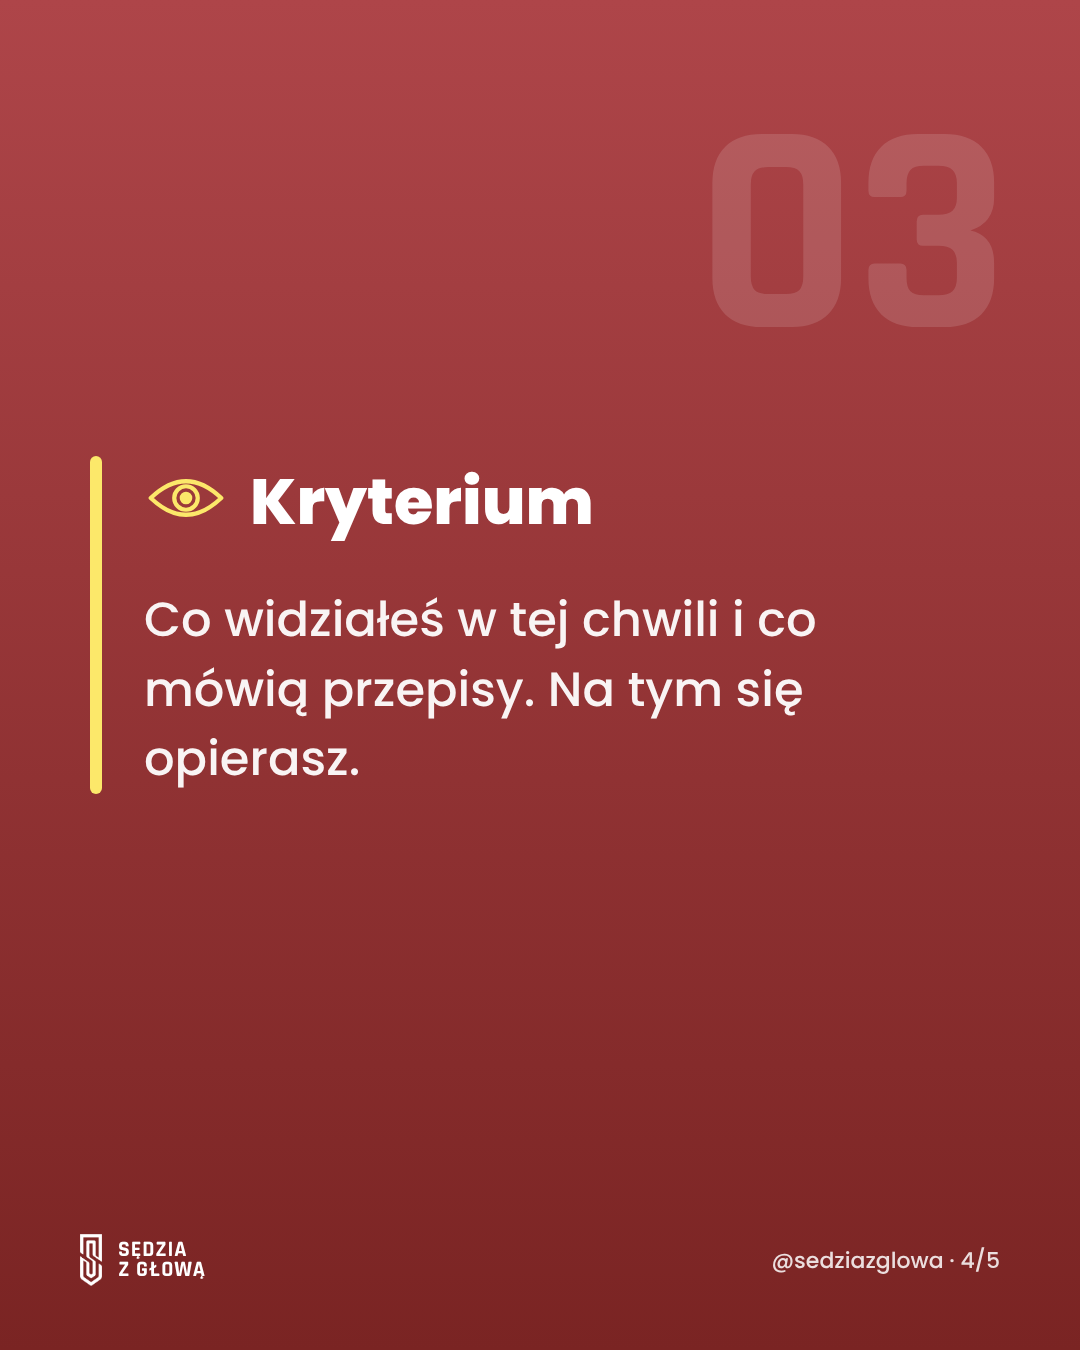 03
Kryterium
Co widziałeś w tej chwili i co
mówią przepisy. Na tym się
opierasz.
SĘDZIA
Z GŁOWĄ
@sedziazglowa · 4/5